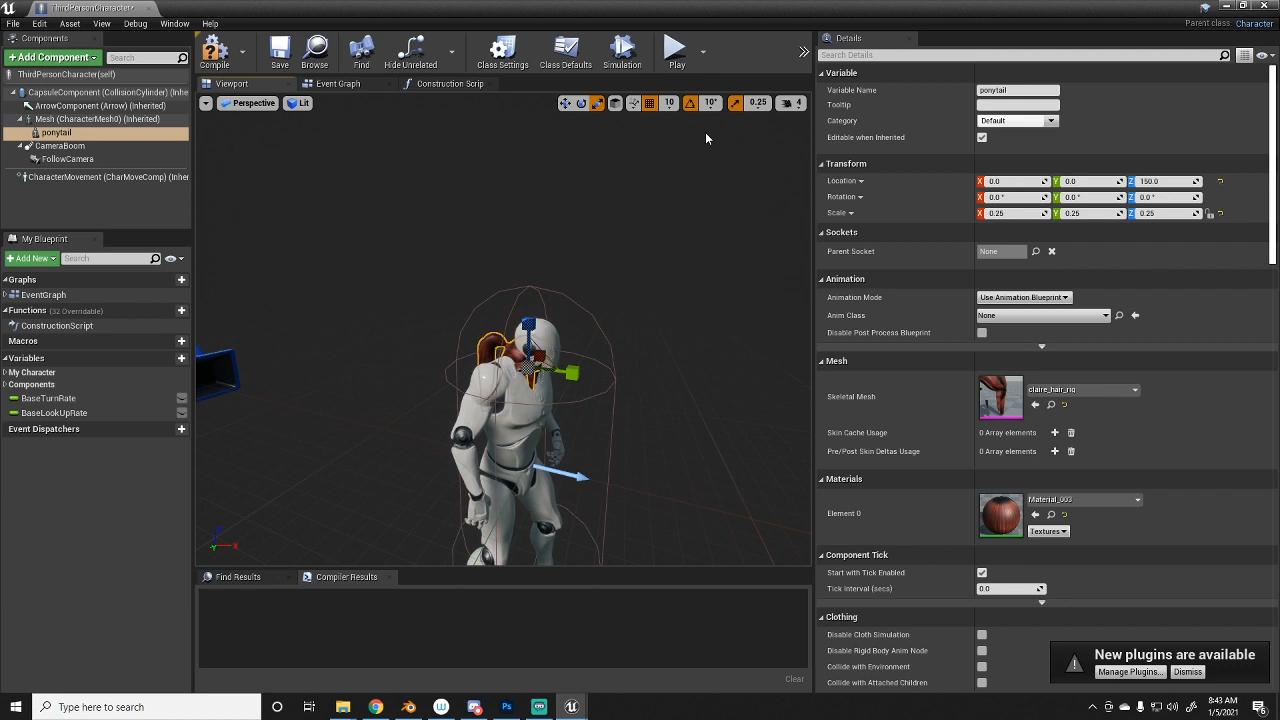 ThirdPersonCharacter*
File Edit Asset View Debug Window Help
Parent class: Character
Components
Add Component
Search
ThirdPersonCharacter(self)
CapsuleComponent (CollisionCylinder) (Inhe
ArrowComponent (Arrow) (Inherited)
Mesh (CharacterMesh0) (Inherited)
ponytail
CameraBoom
FollowCamera
CharacterMovement (CharMoveComp) (Inher
My Blueprint
Add New
Search
Graphs
EventGraph
Functions (32 Overridable)
ConstructionScript
Macros
Variables
My Character
Components
BaseTurnRate
BaseLookUpRate
Event Dispatchers
Compile
Save
Browse
Find
Hide Unrelated
Class Settings
Class Defaults
Simulation
Play
Viewport
Event Graph
Construction Scrip
Perspective
Lit
10
10°
0.25
4
Find Results
Compiler Results
Clear
Details
Search Details
Variable
Variable Name ponytail
Tooltip
Category Default
Editable when Inherited
Transform
Location X 0.0 Y 0.0 Z 150.0
Rotation X 0.0 ° Y 0.0 ° Z 0.0 °
Scale X 0.25 Y 0.25 Z 0.25
Sockets
Parent Socket None
Animation
Animation Mode Use Animation Blueprint
Anim Class None
Disable Post Process Blueprint
Mesh
Skeletal Mesh claire_hair_rig
Skin Cache Usage 0 Array elements
Pre/Post Skin Deltas Usage 0 Array elements
Materials
Element 0 Material_003
Textures
Component Tick
Start with Tick Enabled
Tick Interval (secs) 0.0
Clothing
Disable Cloth Simulation
Disable Rigid Body Anim Node
Collide with Environment
Collide with Attached Children
New plugins are available
Manage Plugins... Dismiss
Type here to search
8:43 AM
1/5/2021